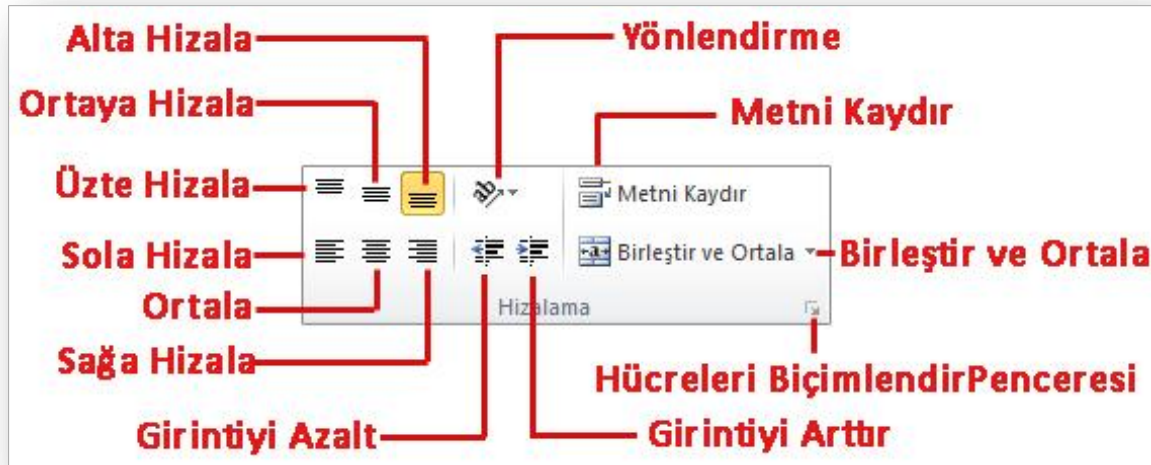 Alta Hizala
Yönlendirme
Ortaya Hizala
Metni Kaydır
Üzte Hizala
Metni Kaydır
Sola Hizala
Birleştir ve Ortala
Birleştir ve Ortala
Ortala
Hizalama
Sağa Hizala
Hücreleri BiçimlendirPenceresi
Girintiyi Azalt
Girintiyi Arttır